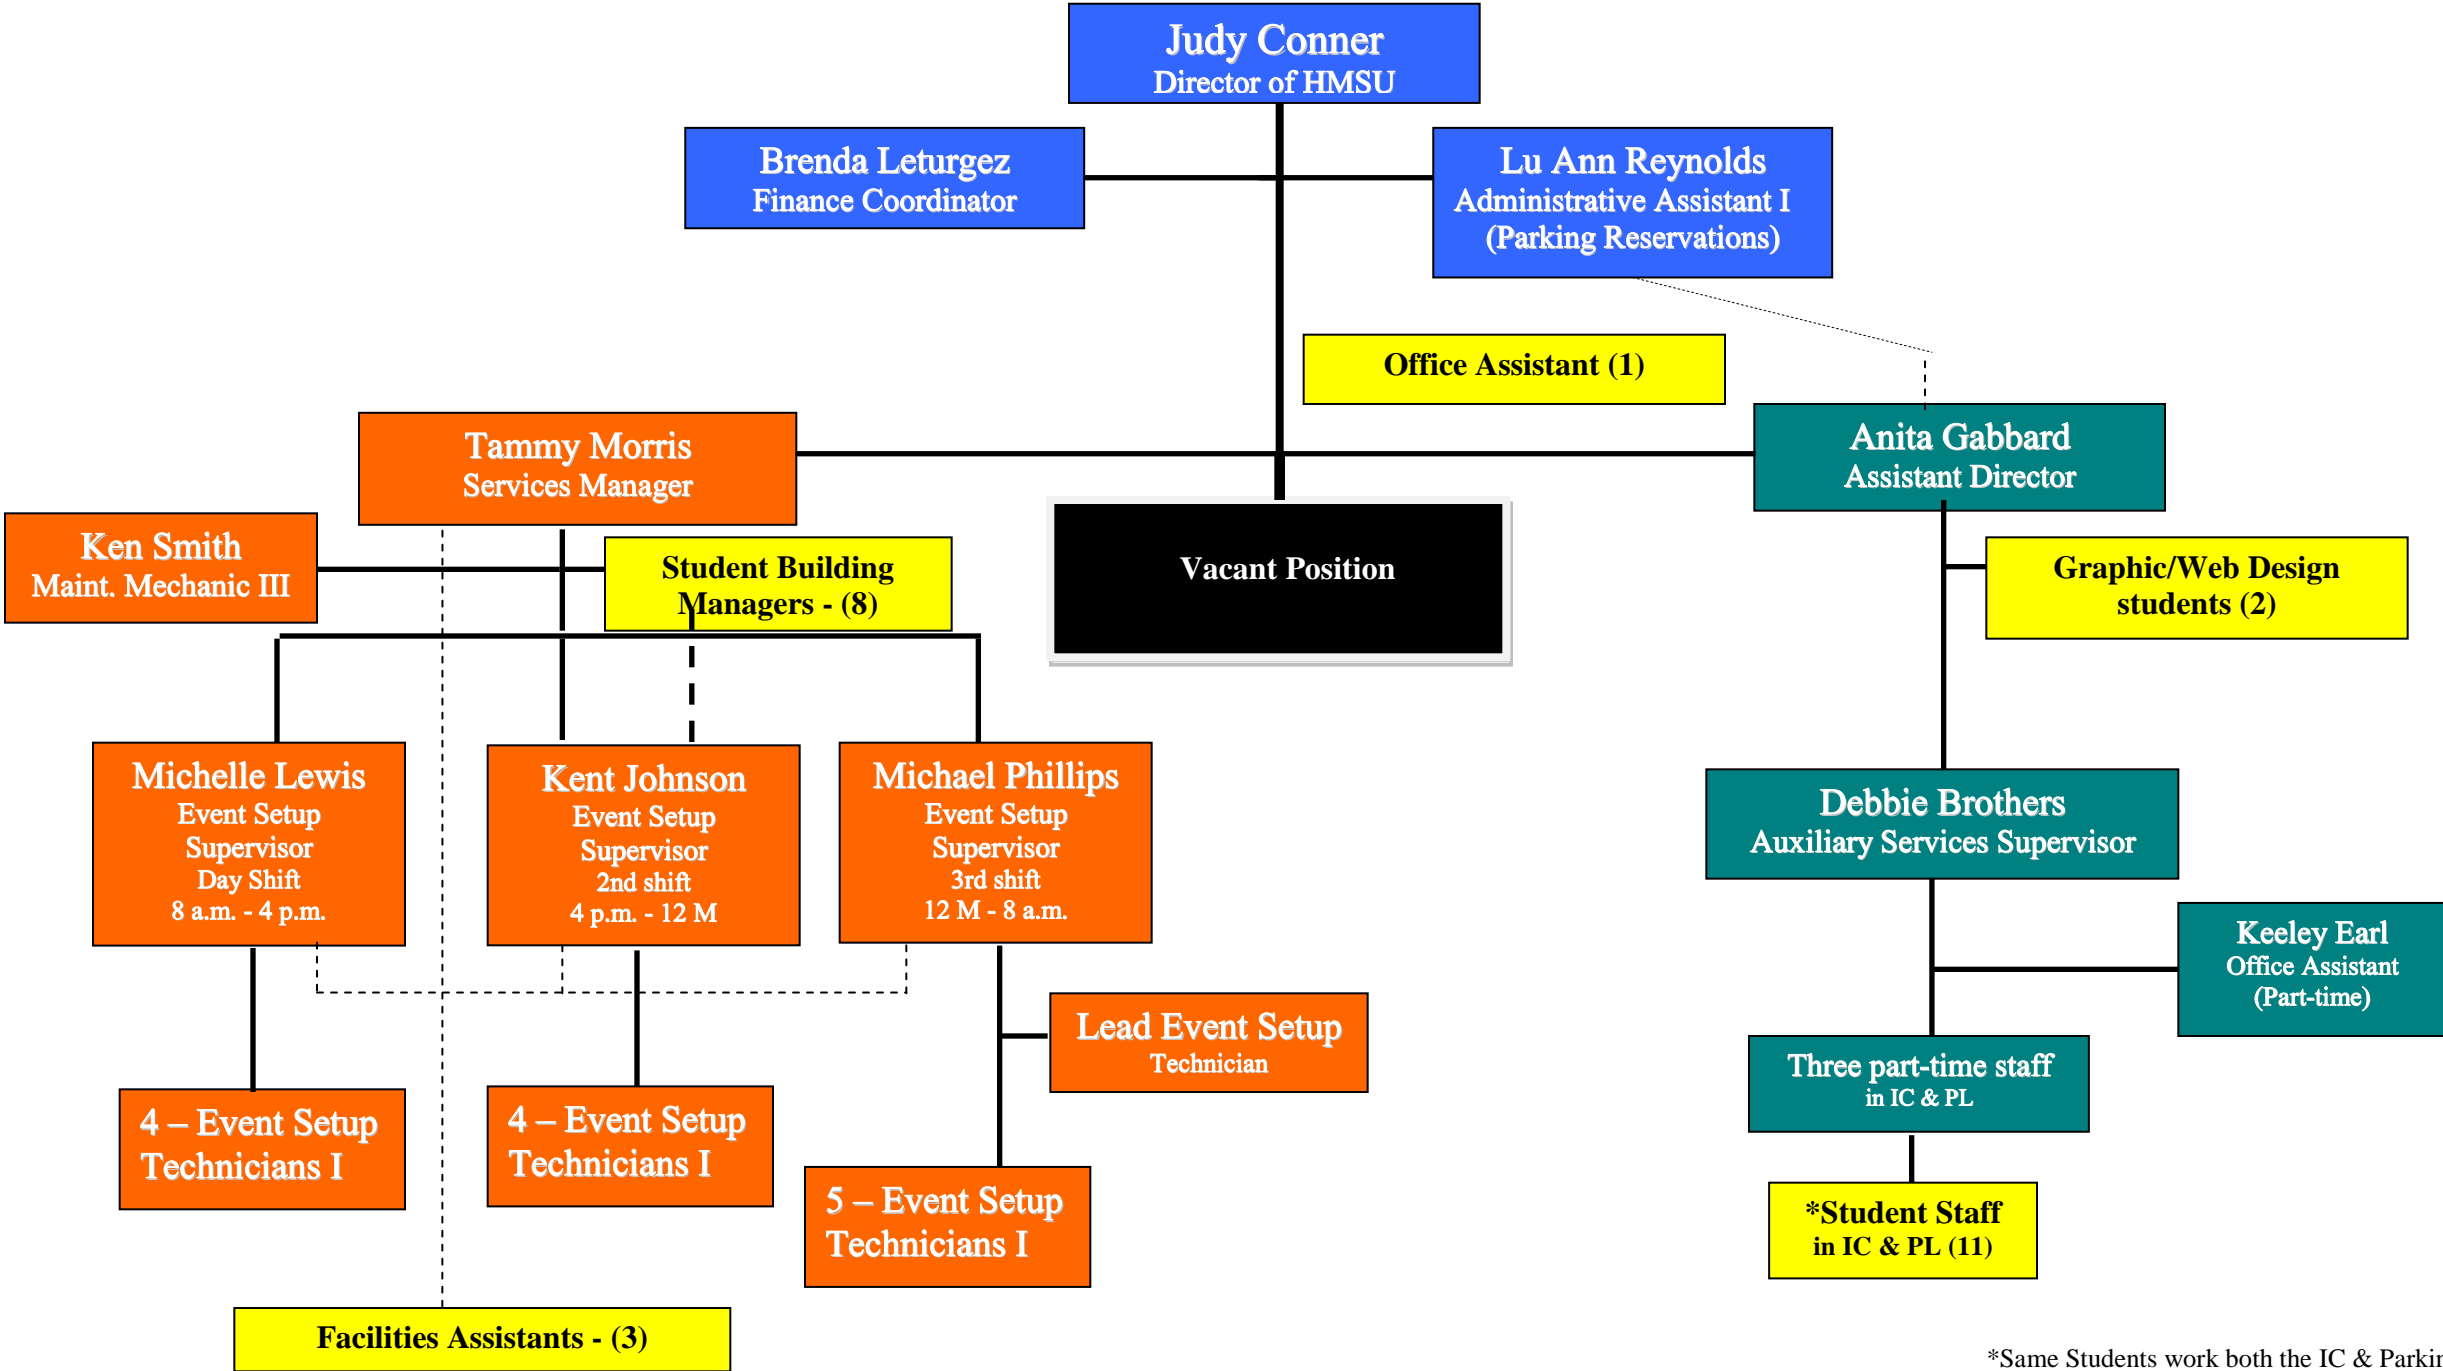 Judy Conner
Director of HMSU
Brenda Leturgez
Finance Coordinator
Lu Ann Reynolds
Administrative Assistant I
(Parking Reservations)
Office Assistant (1)
Tammy Morris
Services Manager
Anita Gabbard
Assistant Director
Ken Smith
Maint. Mechanic III
Student Building
Managers - (8)
Vacant Position
Graphic/Web Design
students (2)
Michelle Lewis
Event Setup
Supervisor
Day Shift
8 a.m. - 4 p.m.
Kent Johnson
Event Setup
Supervisor
2nd shift
4 p.m. - 12 M
Michael Phillips
Event Setup
Supervisor
3rd shift
12 M - 8 a.m.
Debbie Brothers
Auxiliary Services Supervisor
Keeley Earl
Office Assistant
(Part-time)
Lead Event Setup
Technician
Three part-time staff
in IC & PL
4 – Event Setup
Technicians I
4 – Event Setup
Technicians I
5 – Event Setup
Technicians I
*Student Staff
in IC & PL (11)
Facilities Assistants - (3)
*Same Students work both the IC &